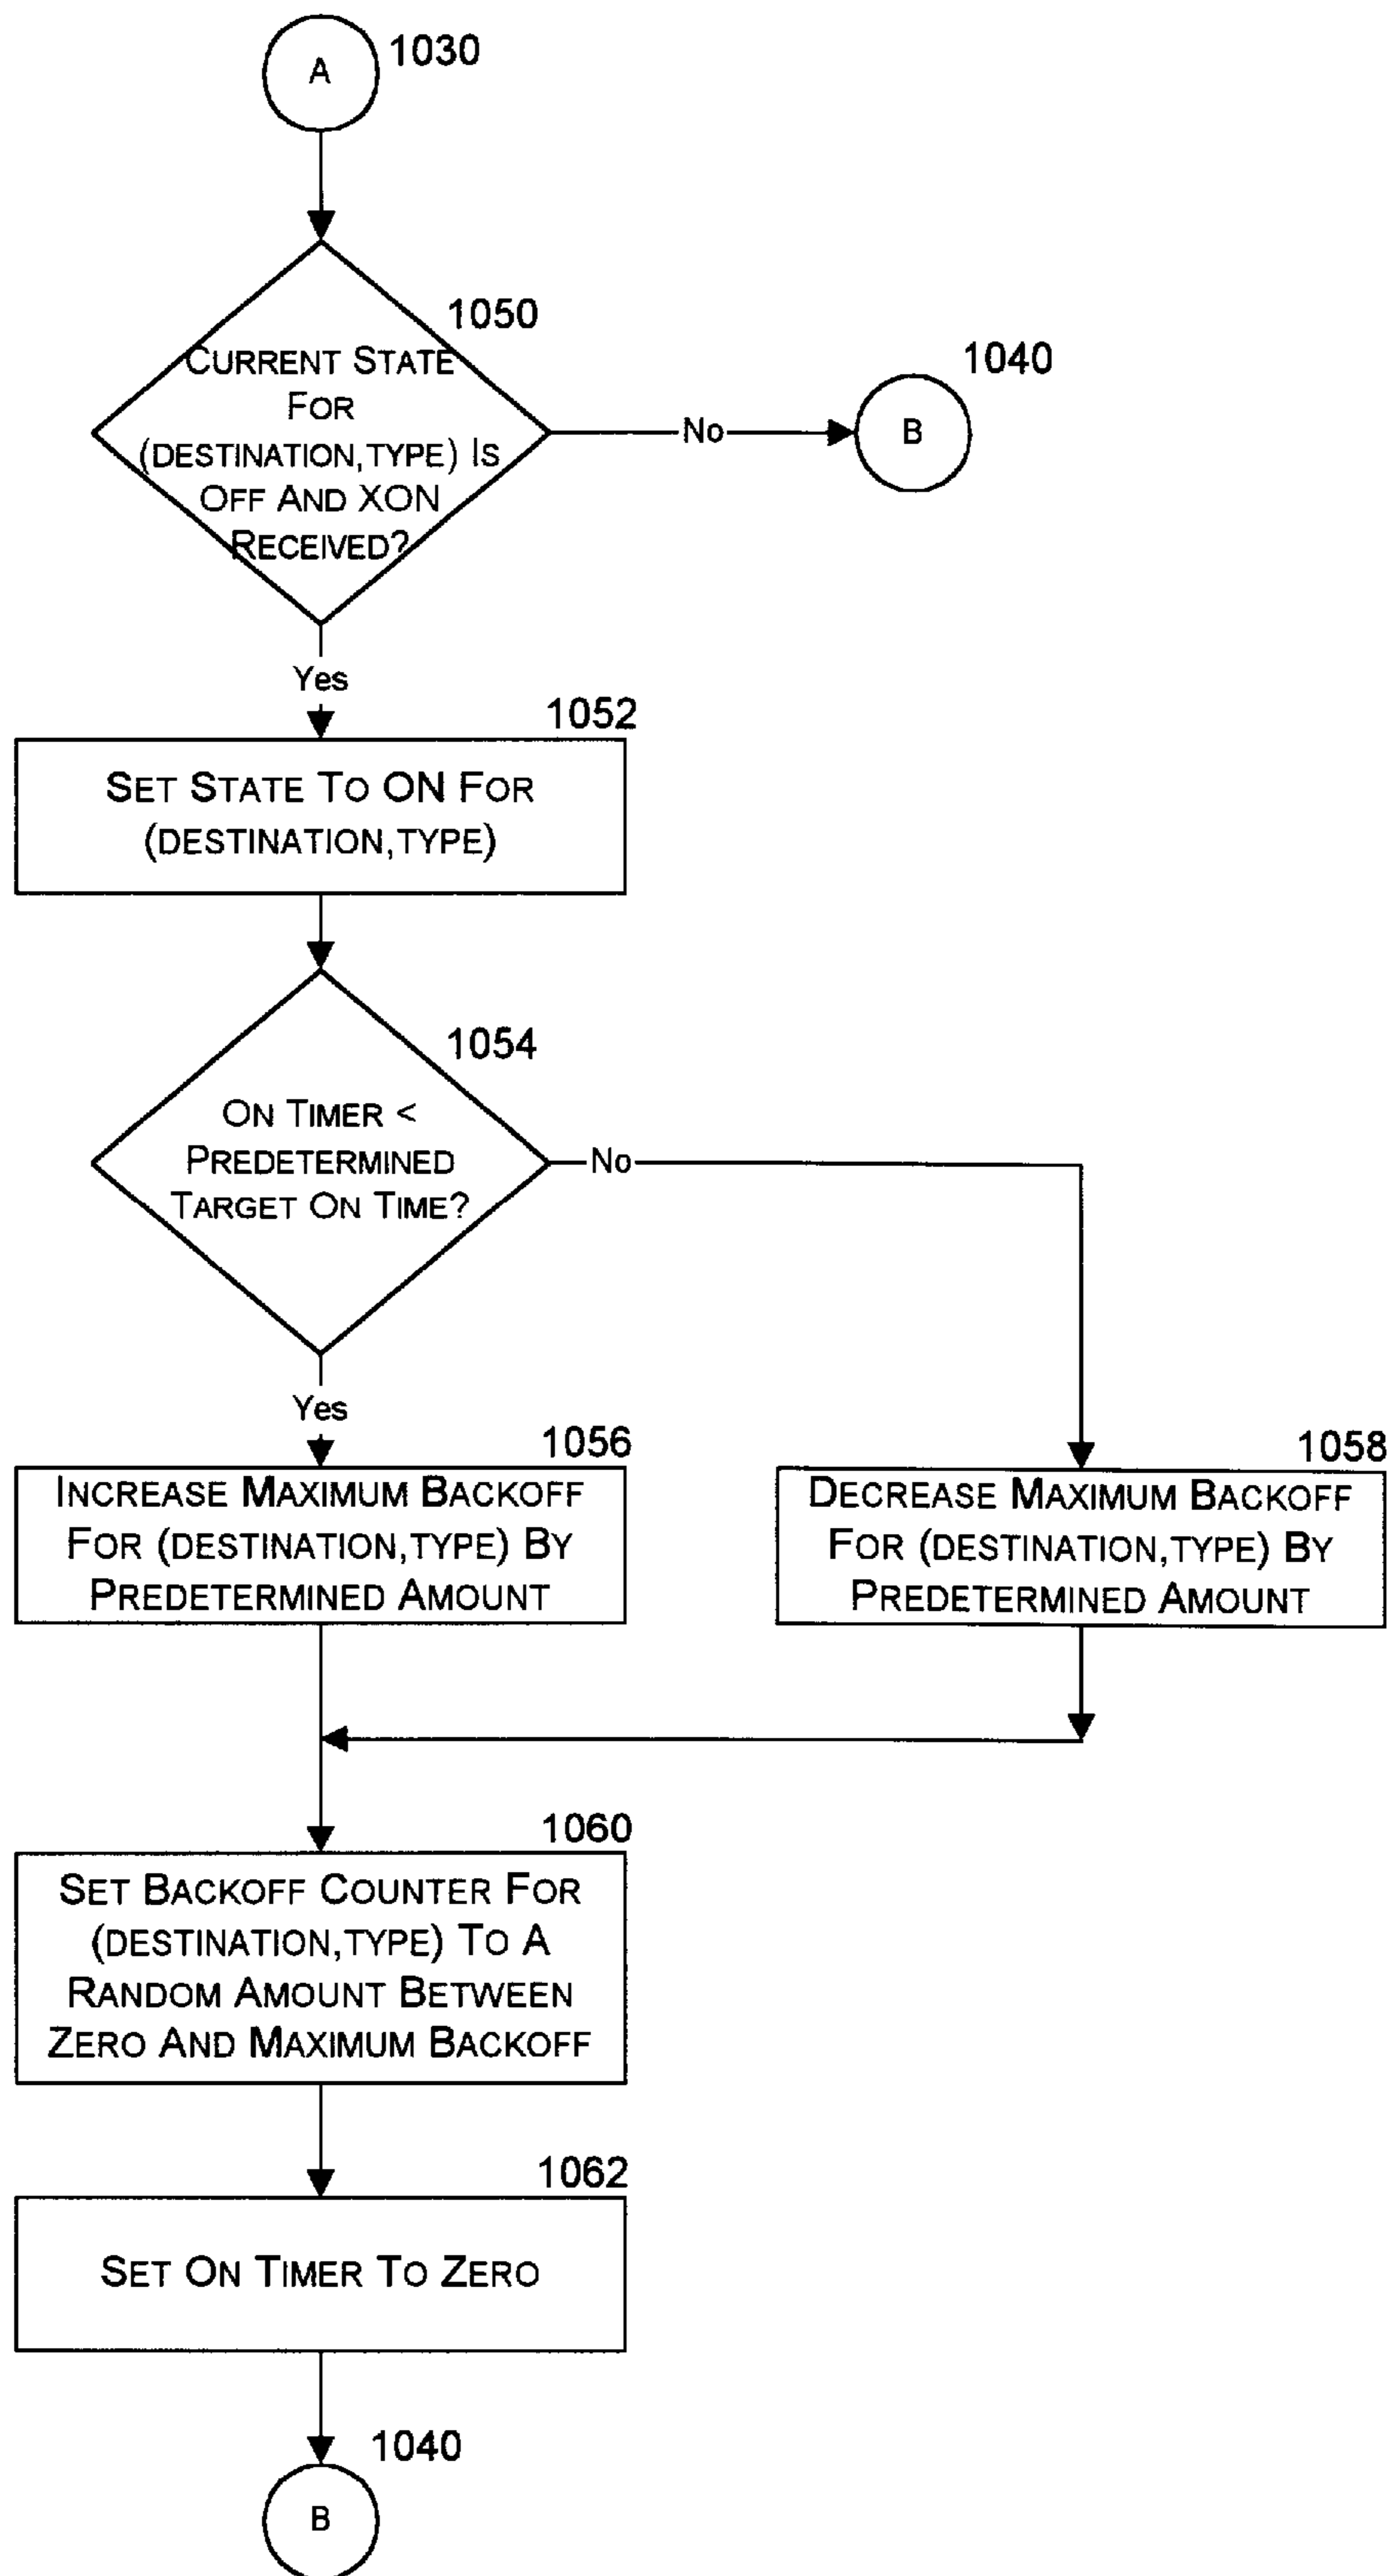 A
1030
1050
CURRENT STATE
FOR
(DESTINATION,TYPE) IS
OFF AND XON
RECEIVED?
No
1040
B
Yes
1052
SET STATE TO ON FOR
(DESTINATION,TYPE)
1054
ON TIMER <
PREDETERMINED
TARGET ON TIME?
No
Yes
1056
INCREASE MAXIMUM BACKOFF
FOR (DESTINATION,TYPE) BY
PREDETERMINED AMOUNT
1058
DECREASE MAXIMUM BACKOFF
FOR (DESTINATION,TYPE) BY
PREDETERMINED AMOUNT
1060
SET BACKOFF COUNTER FOR
(DESTINATION,TYPE) TO A
RANDOM AMOUNT BETWEEN
ZERO AND MAXIMUM BACKOFF
1062
SET ON TIMER TO ZERO
1040
B